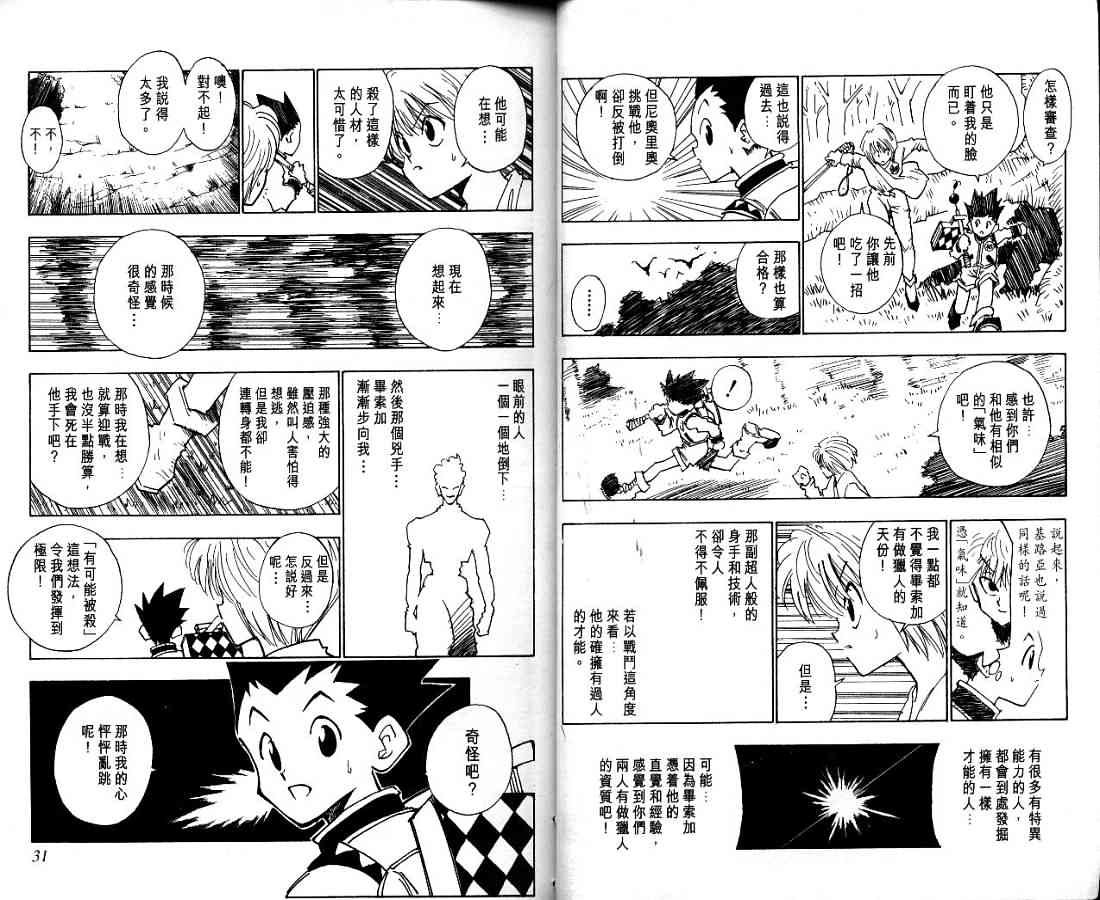 怎樣審查？
他只是
盯着我的臉
而已。
先前
你讓他
吃了一招
吧！
這也説得
過去…
但尼奧里奧
挑戰他，
卻反被打倒
啊！
那樣也算
合格？
……
也許…
感到你們
和他有相似
的「氣味」
吧！
！
説起來，
基路亞也説過
同樣的話呢！
憑「氣味」就知道。
我一點都
不覺得畢索加
有做獵人的
天份！
但是…
那副超人般的
身手和技術，
卻令人
不得不佩服！
若以戰鬥這角度
來看…
他的確擁有過人
的才能。
有很多有特異
能力的人，
都會到處發掘
擁有一樣
才能的人…
可能…
因為畢索加
憑着他的
直覺和經驗，
感覺到你們
兩人有做獵人
的資質吧！
他可能
在想…
殺了這樣
的人材，
太可惜了。
噢！
對不起！
我説得
太多了。
不，
不！
現在
想起來…
那時候
的感覺
很奇怪…
眼前的人
一個一個地倒下…
然後那個兇手…
畢索加
漸漸步向我…
那種強大的
壓迫感，
雖然叫人害怕得
想逃，
但是我卻
連轉身都不能！
那時我在想…
就算迎戰，
也沒半點勝算，
我會死在
他手下吧？
但是
反過來…
怎説好
呢…
「有可能被殺」
這想法，
令我們發揮到
極限！
奇怪吧？
那時我的心
怦怦亂跳
呢！
31